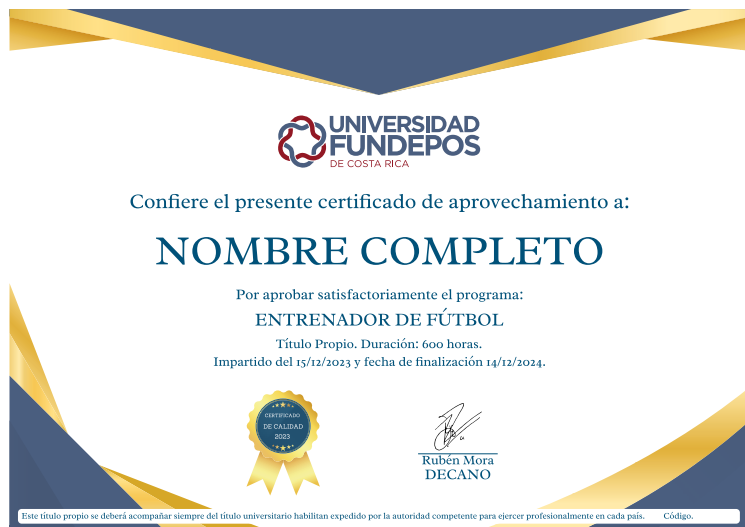 UNIVERSIDAD
FUNDEPOS
DE COSTA RICA
Confiere el presente certificado de aprovechamiento a:
NOMBRE COMPLETO
Por aprobar satisfactoriamente el programa:
ENTRENADOR DE FÚTBOL
Título Propio. Duración: 600 horas.
Impartido del 15/12/2023 y fecha de finalización 14/12/2024.
CERTIFICADO
DE CALIDAD
2023
Rubén Mora
DECANO
Este título propio se deberá acompañar siempre del título universitario habilitan expedido por la autoridad competente para ejercer profesionalmente en cada país. Código.